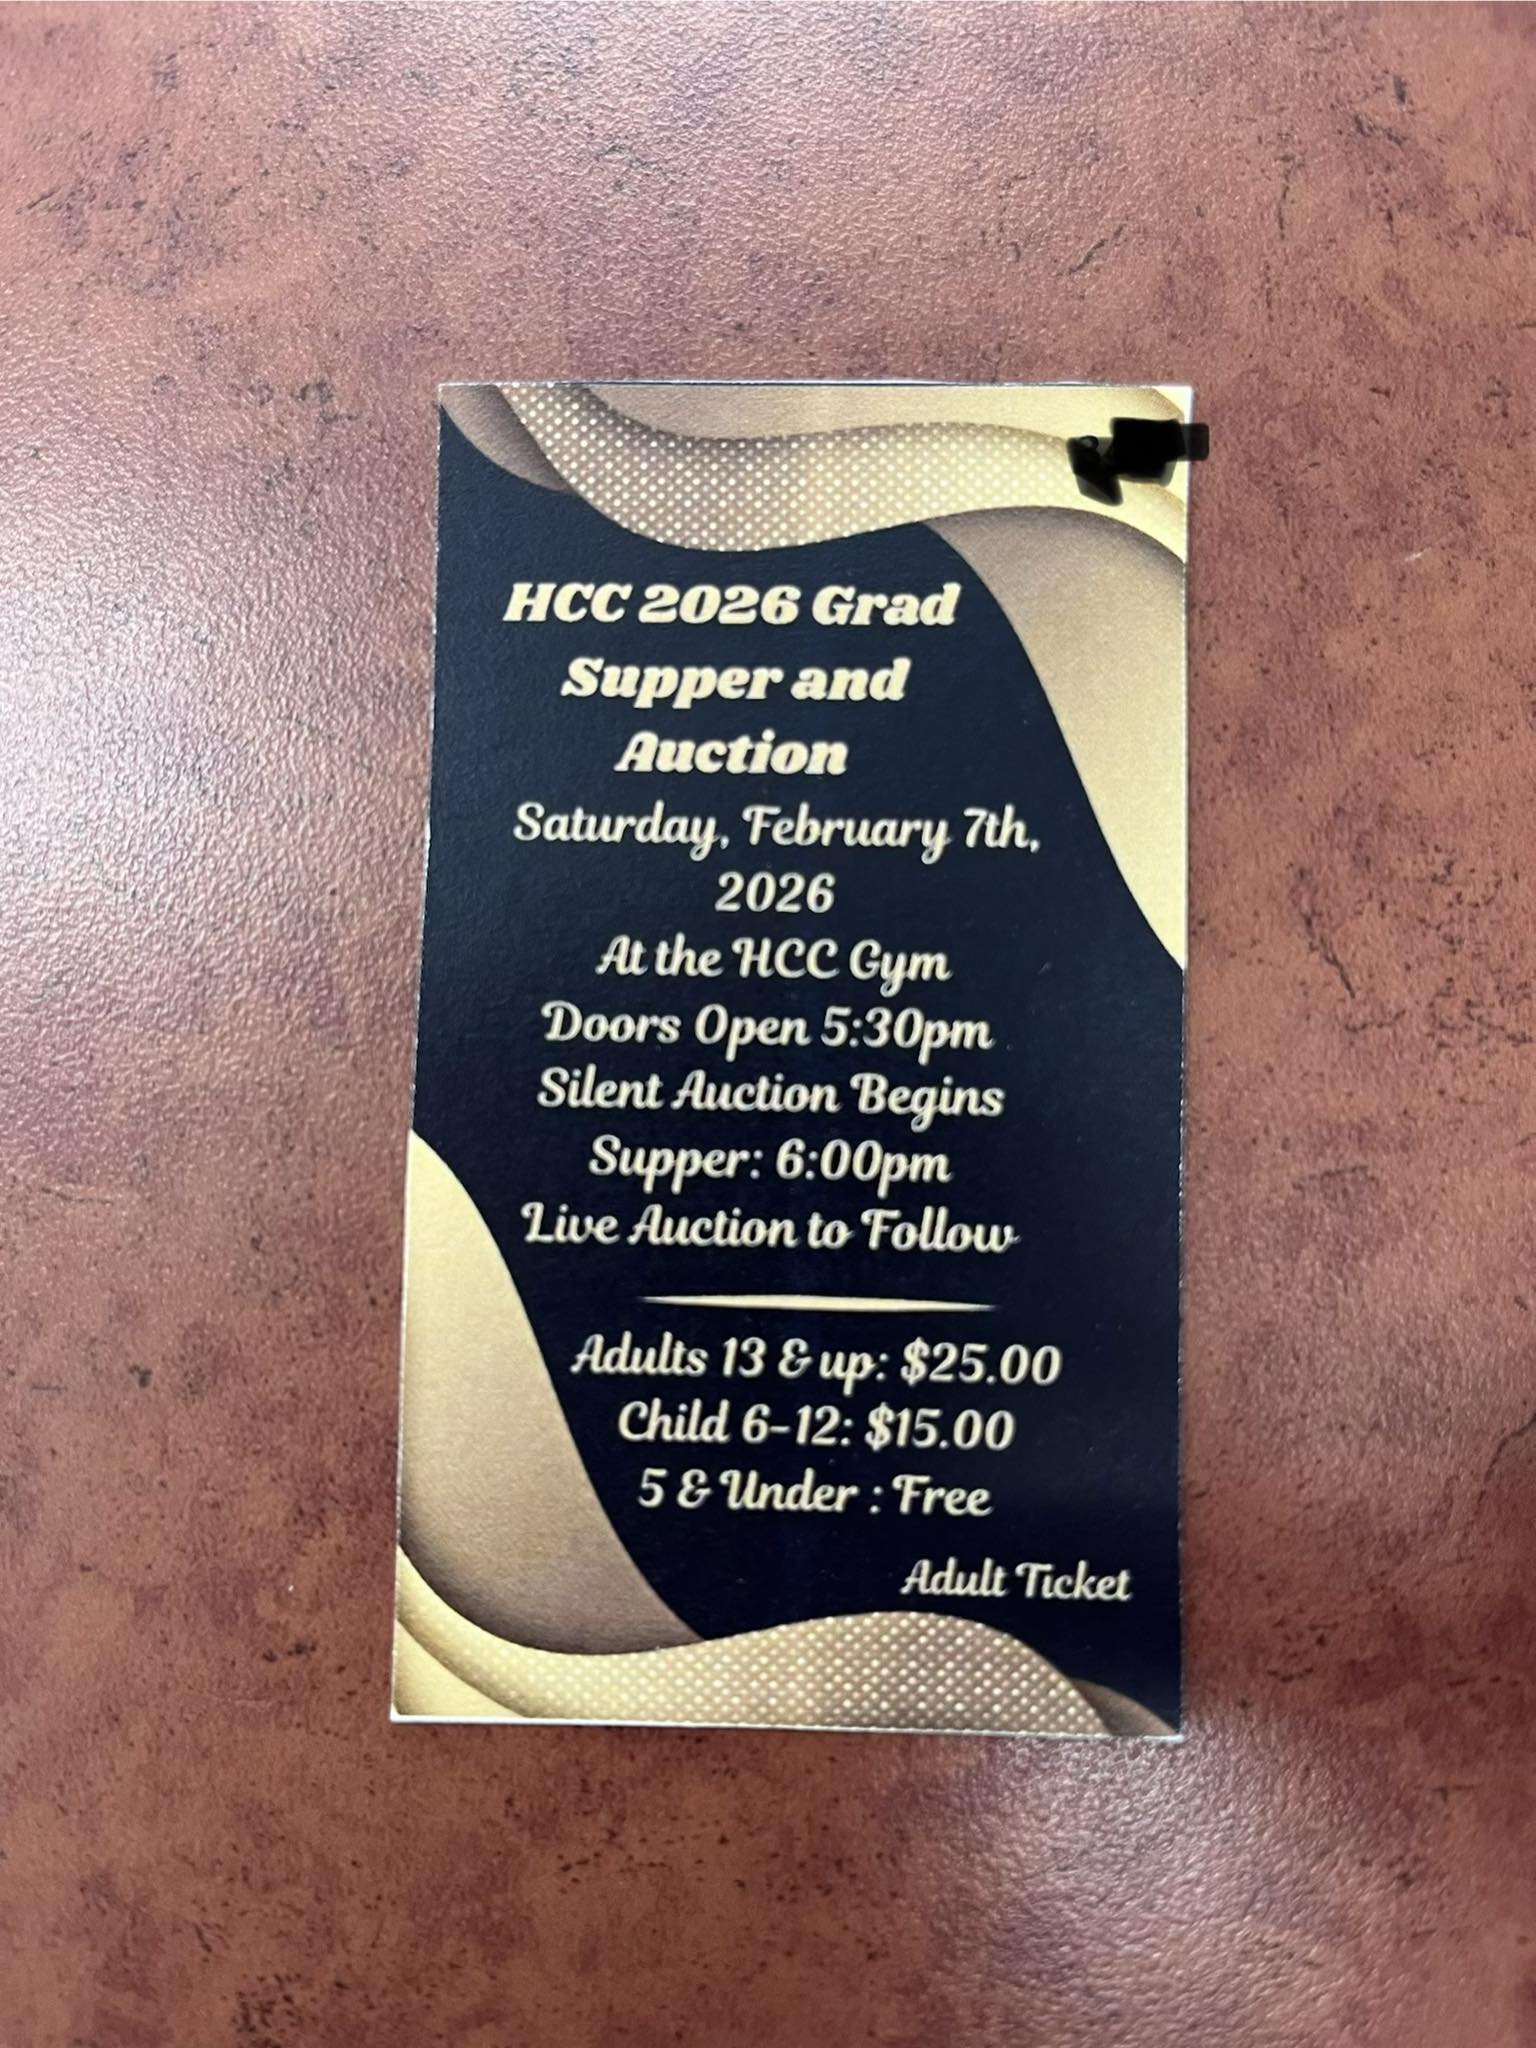 HCC 2026 Grad
Supper and
Auction
Saturday, February 7th,
2026
At the HCC Gym
Doors Open 5:30pm
Silent Auction Begins
Supper: 6:00pm
Live Auction to Follow
Adults 13 & up: $25.00
Child 6-12: $15.00
5 & Under : Free
Adult Ticket